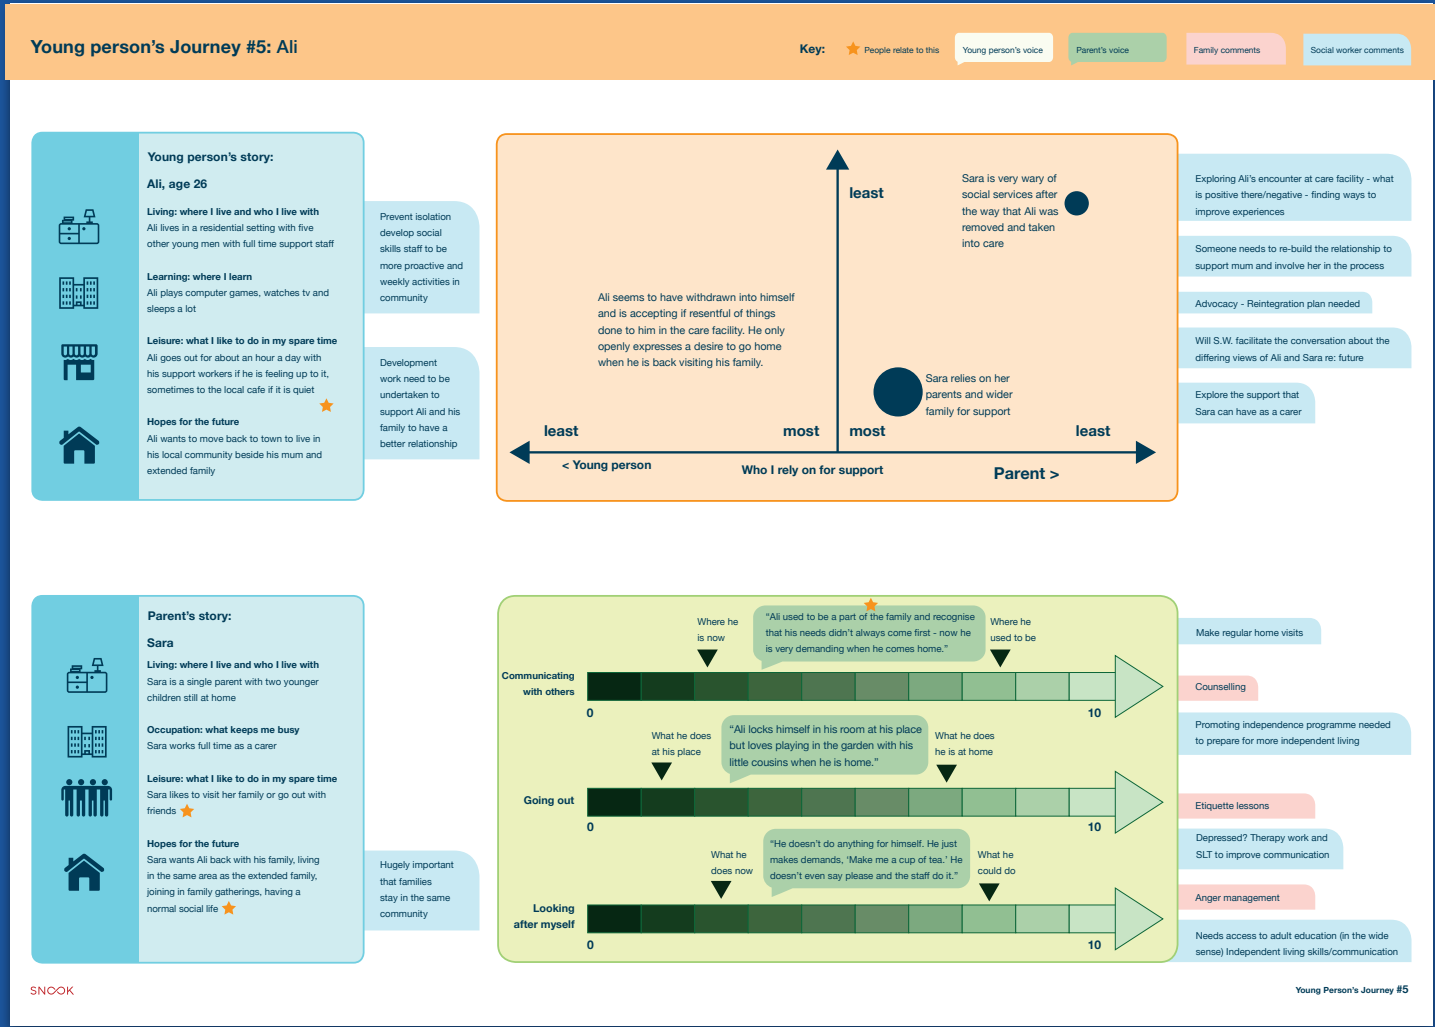 Young person's Journey #5: Ali
Key:
People relate to this
Young person's voice
Parent's voice
Family comments
Social worker comments
Young person's story:
Ali, age 26
Living: where I live and who I live with
Ali lives in a residential setting with five
other young men with full time support staff
Learning: where I learn
Ali plays computer games, watches tv and
sleeps a lot
Leisure: what I like to do in my spare time
Ali goes out for about an hour a day with
his support workers if he is feeling up to it,
sometimes to the local cafe if it is quiet
Hopes for the future
Ali wants to move back to town to live in
his local community beside his mum and
extended family
Prevent isolation
develop social
skills staff to be
more proactive and
weekly activities in
community
Development
work need to be
undertaken to
support Ali and his
family to have a
better relationship
least
Sara is very wary of
social services after
the way that Ali was
removed and taken
into care
Ali seems to have withdrawn into himself
and is accepting if resentful of things
done to him in the care facility. He only
openly expresses a desire to go home
when he is back visiting his family.
Sara relies on her
parents and wider
family for support
least
most
most
least
< Young person
Who I rely on for support
Parent >
Exploring Ali's encounter at care facility - what
is positive there/negative - finding ways to
improve experiences
Someone needs to re-build the relationship to
support mum and involve her in the process
Advocacy - Reintegration plan needed
Will S.W. facilitate the conversation about the
differing views of Ali and Sara re: future
Explore the support that
Sara can have as a carer
Parent's story:
Sara
Living: where I live and who I live with
Sara is a single parent with two younger
children still at home
Occupation: what keeps me busy
Sara works full time as a carer
Leisure: what I like to do in my spare time
Sara likes to visit her family or go out with
friends
Hopes for the future
Sara wants Ali back with his family, living
in the same area as the extended family,
joining in family gatherings, having a
normal social life
Hugely important
that families
stay in the same
community
Where he
is now
"Ali used to be a part of the family and recognise
that his needs didn't always come first - now he
is very demanding when he comes home."
Where he
used to be
Communicating
with others
0
10
What he does
at his place
"Ali locks himself in his room at his place
but loves playing in the garden with his
little cousins when he is home."
What he does
he is at home
Going out
0
10
What he
does now
"He doesn't do anything for himself. He just
makes demands, 'Make me a cup of tea.' He
doesn't even say please and the staff do it."
What he
could do
Looking
after myself
0
10
Make regular home visits
Counselling
Promoting independence programme needed
to prepare for more independent living
Etiquette lessons
Depressed? Therapy work and
SLT to improve communication
Anger management
Needs access to adult education (in the wide
sense) Independent living skills/communication
SNOOK
Young Person's Journey #5